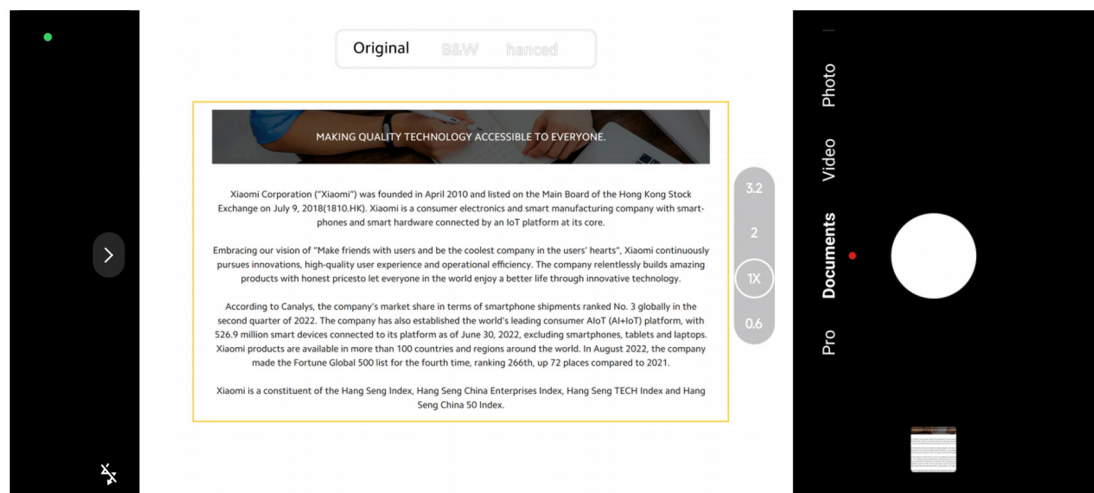 Original B&W hanced
MAKING QUALITY TECHNOLOGY ACCESSIBLE TO EVERYONE.
Xiaomi Corporation ("Xiaomi") was founded in April 2010 and listed on the Main Board of the Hong Kong Stock
Exchange on July 9, 2018(1810.HK). Xiaomi is a consumer electronics and smart manufacturing company with smart-
phones and smart hardware connected by an IoT platform at its core.
Embracing our vision of “Make friends with users and be the coolest company in the users’ hearts”, Xiaomi continuously
pursues innovations, high-quality user experience and operational efficiency. The company relentlessly builds amazing
products with honest pricesto let everyone in the world enjoy a better life through innovative technology.
According to Canalys, the company’s market share in terms of smartphone shipments ranked No. 3 globally in the
second quarter of 2022. The company has also established the world’s leading consumer AIoT (AI+IoT) platform, with
526.9 million smart devices connected to its platform as of June 30, 2022, excluding smartphones, tablets and laptops.
Xiaomi products are available in more than 100 countries and regions around the world. In August 2022, the company
made the Fortune Global 500 list for the fourth time, ranking 266th, up 72 places compared to 2021.
Xiaomi is a constituent of the Hang Seng Index, Hang Seng China Enterprises Index, Hang Seng TECH Index and Hang
Seng China 50 Index.
3.2
2
1X
0.6
Photo
Video
Documents
Pro